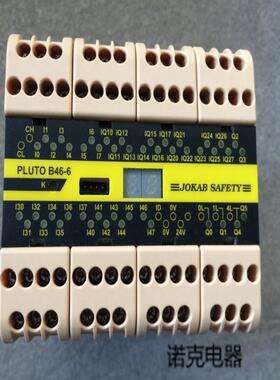 CH I1 I3 I6 IQ10 IQ12 IQ15 IQ17 IQ21 IQ24 IQ26 Q2
CL I0 I2 I4 I5 IQ11 IQ13 IQ14 IQ16 IQ20 IQ22 IQ23 IQ25 IQ27 Q3
PLUTO B46-6
K
JOKAB SAFETY
I30 I32 I34 I36 I41 I43 I45 I46 ID 0V 0L 1L 4L Q5
I31 I33 I35 I40 I42 I44 I47 0V 24V Q0 Q1 Q4
诺克电器